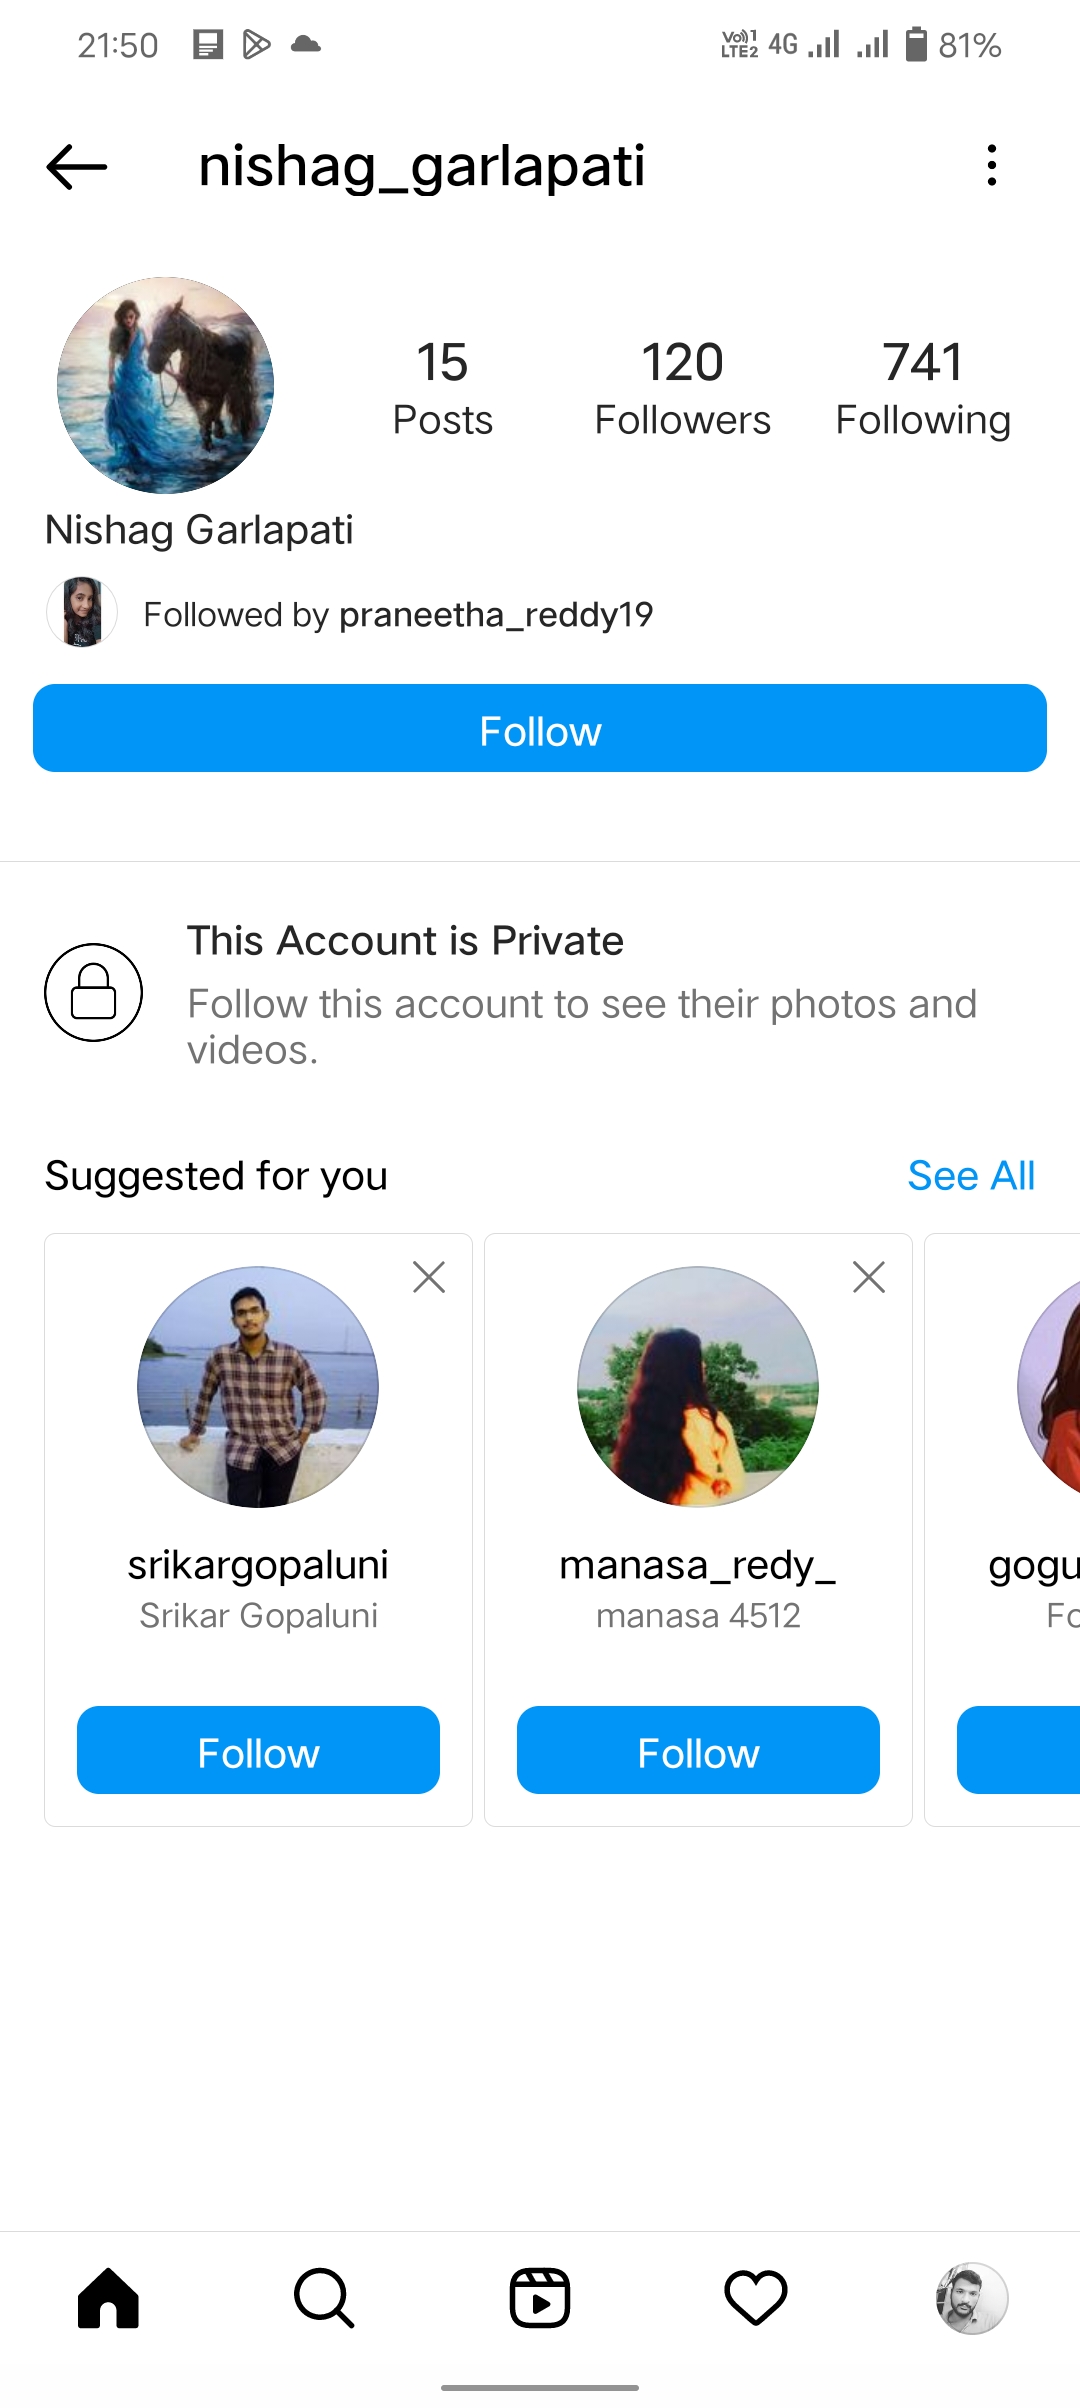 21:50 Vo)) 1 LTE2 4G 81%
nishag_garlapati
15 120 741
Posts Followers Following
Nishag Garlapati
Followed by praneetha_reddy19
Follow
This Account is Private
Follow this account to see their photos and
videos.
Suggested for you See All
srikargopaluni manasa_redy_ gogu
Srikar Gopaluni manasa 4512 Fo
Follow Follow